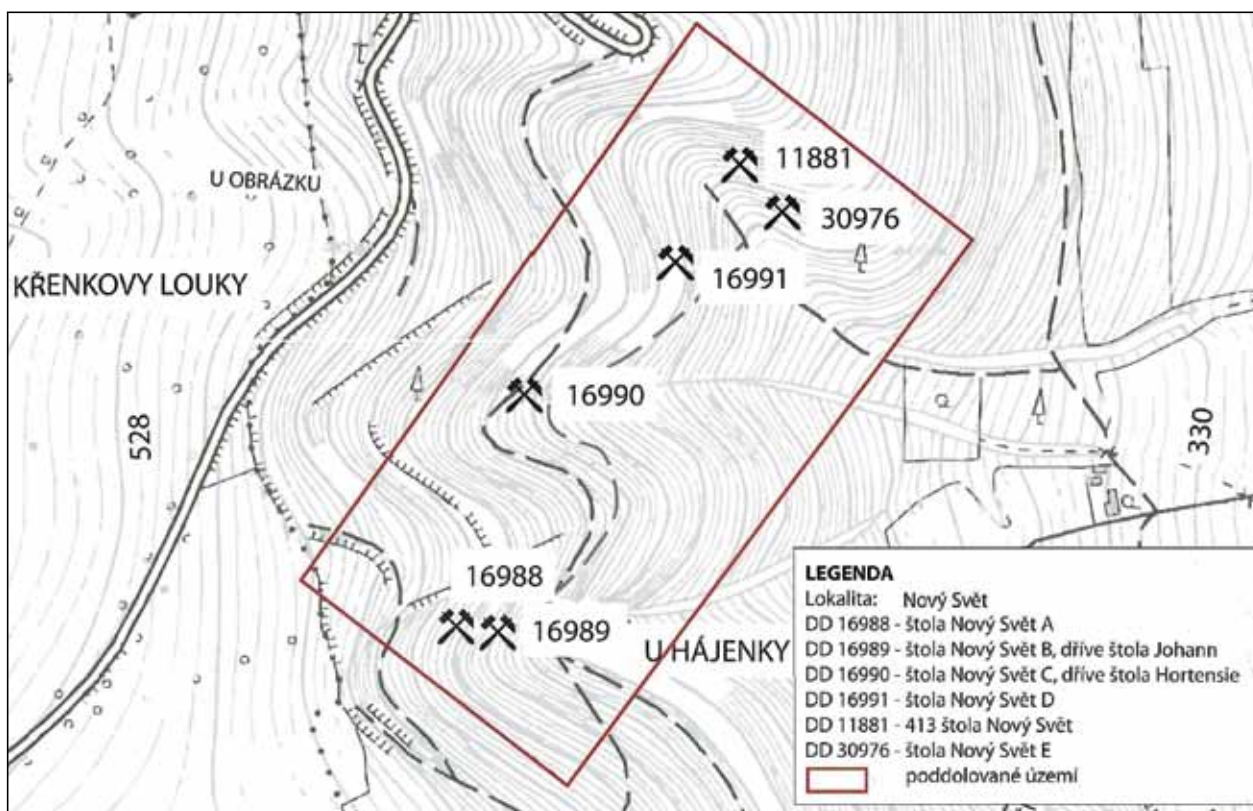 11881
U OBRÁZKU
30976
KŘENKOVY LOUKY
16991
16990
528
330
16988
16989
U HÁJENKY
LEGENDA
Lokalita: Nový Svět
DD 16988 - štola Nový Svět A
DD 16989 - štola Nový Svět B, dříve štola Johann
DD 16990 - štola Nový Svět C, dříve štola Hortensie
DD 16991 - štola Nový Svět D
DD 11881 - 413 štola Nový Svět
DD 30976 - štola Nový Svět E
poddolované území